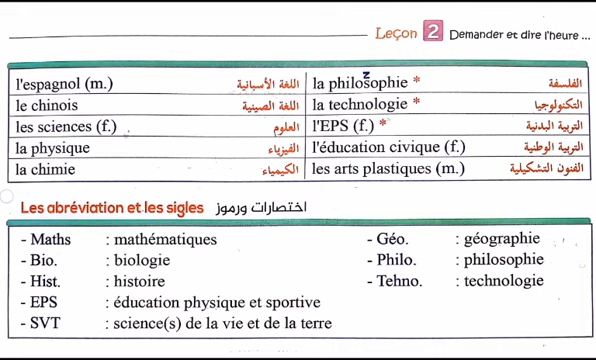 Leçon 2 Demander et dire l'heure ...
l'espagnol (m.) اللغة الأسبانية la philosophie * الفلسفة
le chinois اللغة الصينية la technologie * التكنولوجيا
les sciences (f.) العلوم l'EPS (f.) * التربية البدنية
la physique الفيزياء l'éducation civique (f.) التربية الوطنية
la chimie الكيمياء les arts plastiques (m.) الفنون التشكيلية
Les abréviation et les sigles اختصارات ورموز
- Maths : mathématiques - Géo. : géographie
- Bio. : biologie - Philo. : philosophie
- Hist. : histoire - Tehno. : technologie
- EPS : éducation physique et sportive
- SVT : science(s) de la vie et de la terre